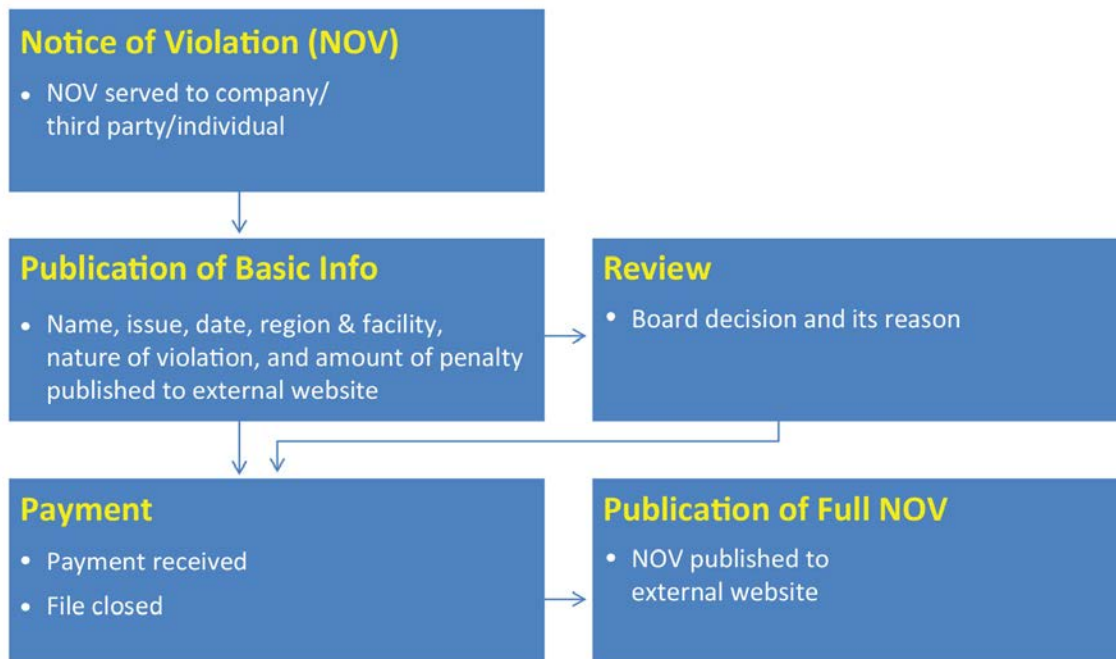 Notice of Violation (NOV)
• NOV served to company/
third party/individual
Publication of Basic Info
• Name, issue, date, region & facility,
nature of violation, and amount of penalty
published to external website
Review
• Board decision and its reason
Payment
• Payment received
• File closed
Publication of Full NOV
• NOV published to
external website